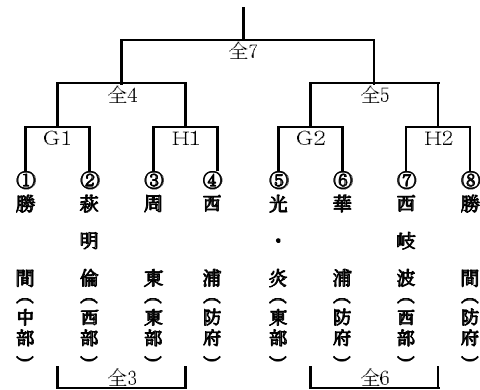 全7
全4
全5
G1
H1
G2
H2
①勝間(中部)
②萩明倫(西部)
③周東(東部)
④西浦(防府)
⑤光・炎(東部)
⑥華浦(防府)
⑦西岐波(西部)
⑧勝間(防府)
全3
全6